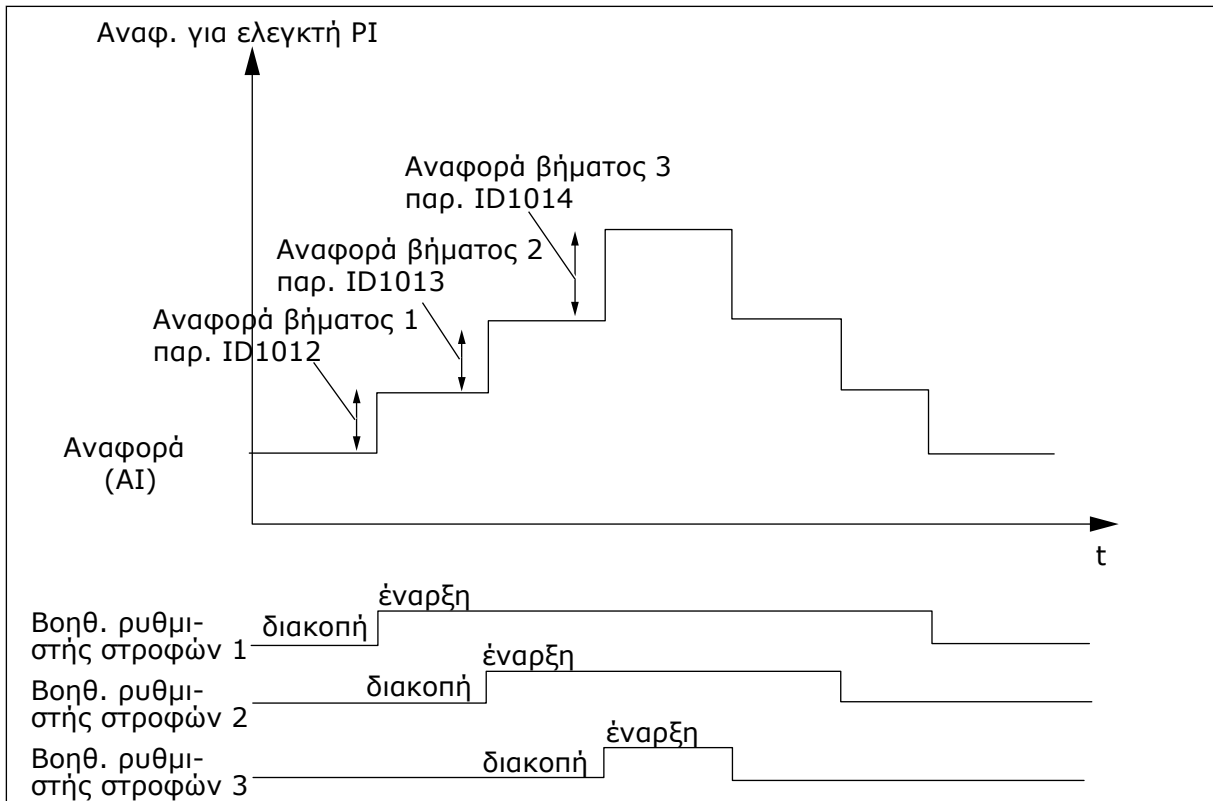 Αναφ. για ελεγκτή PI
Αναφορά βήματος 3
παρ. ID1014
Αναφορά βήματος 2
παρ. ID1013
Αναφορά βήματος 1
παρ. ID1012
Αναφορά
(AI)
t
Βοηθ. ρυθμι-
στής στροφών 1
διακοπή
έναρξη
Βοηθ. ρυθμι-
στής στροφών 2
διακοπή
έναρξη
Βοηθ. ρυθμι-
στής στροφών 3
διακοπή
έναρξη